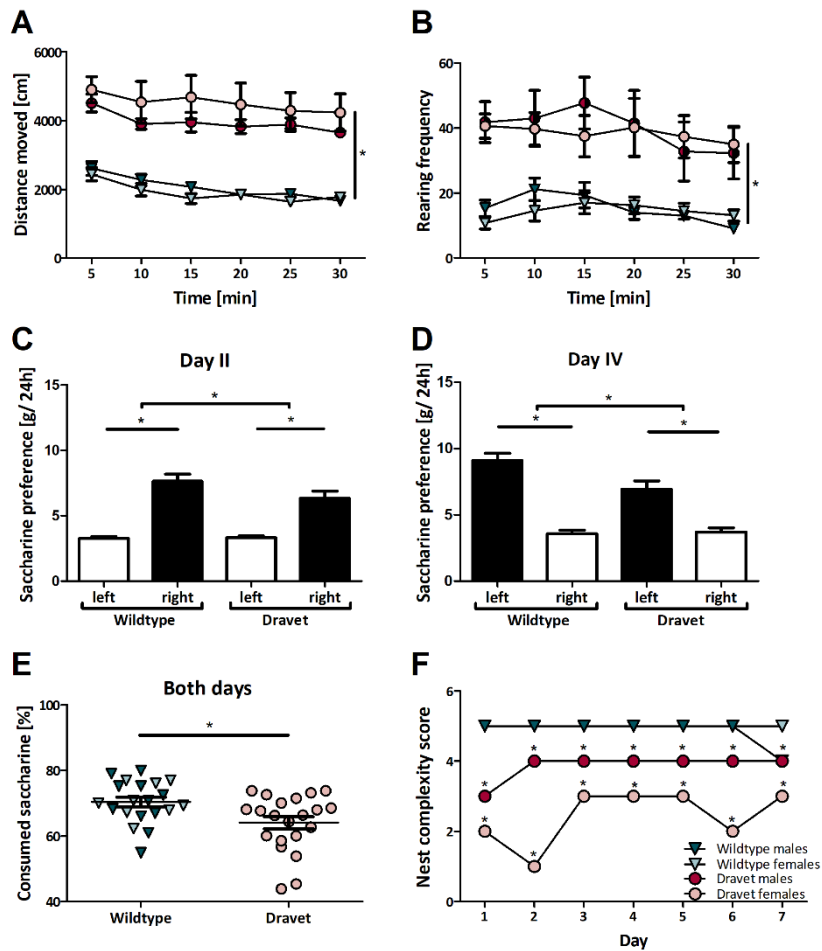 A
Distance moved [cm]
6000
4000
2000
0
5 10 15 20 25 30
Time [min]
*
B
Rearing frequency
60
40
20
0
5 10 15 20 25 30
Time [min]
*
C
Day II
Saccharine preference [g/ 24h]
15
10
5
0
*
* *
left right left right
Wildtype Dravet
D
Day IV
Saccharine preference [g/ 24h]
15
10
5
0
*
* *
left right left right
Wildtype Dravet
E
Both days
Consumed saccharine [%]
100
80
60
40
*
Wildtype Dravet
F
Nest complexity score
6
4
2
0
* * * * * *
* * * * *
* *
Wildtype males
Wildtype females
Dravet males
Dravet females
1 2 3 4 5 6 7
Day